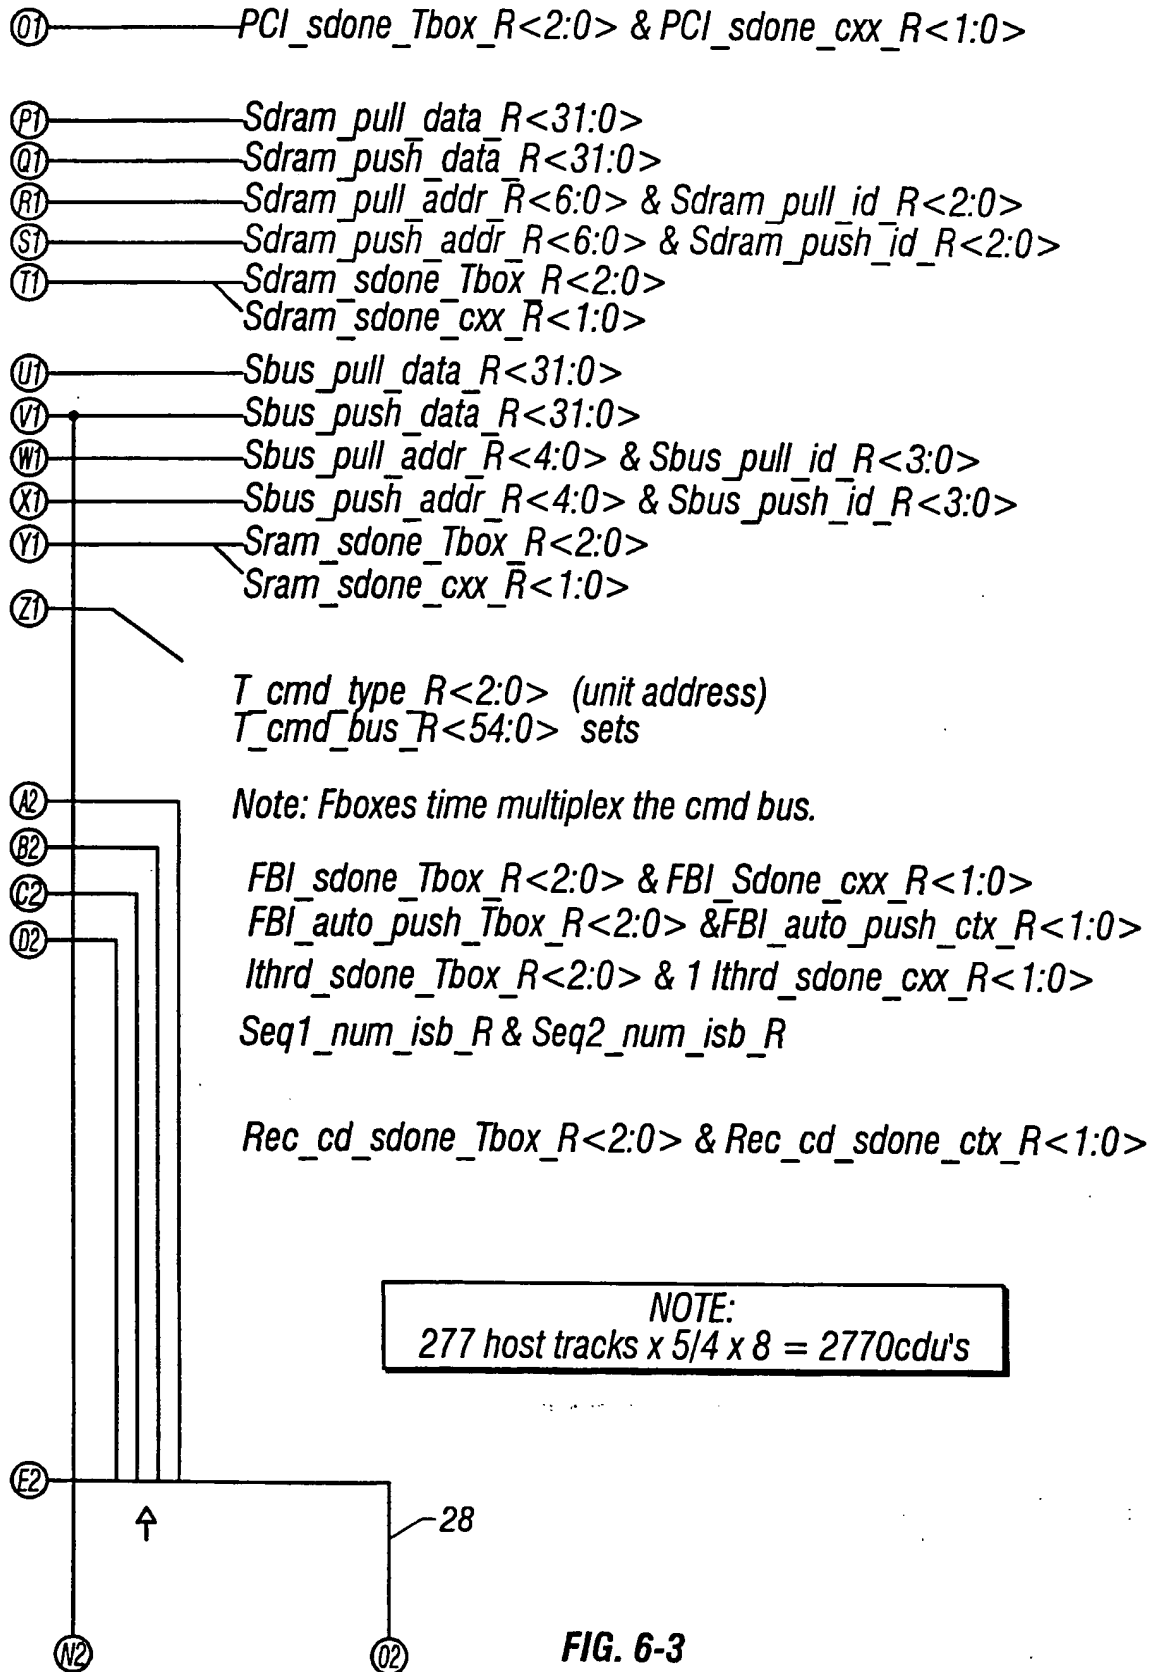 O1 PCI_sdone_Tbox_R<2:0> & PCI_sdone_cxx_R<1:0>
P1 Sdram_pull_data_R<31:0>
Q1 Sdram_push_data_R<31:0>
R1 Sdram_pull_addr_R<6:0> & Sdram_pull_id_R<2:0>
S1 Sdram_push_addr_R<6:0> & Sdram_push_id_R<2:0>
T1 Sdram_sdone_Tbox_R<2:0>
Sdram_sdone_cxx_R<1:0>
U1 Sbus_pull_data_R<31:0>
V1 Sbus_push_data_R<31:0>
W1 Sbus_pull_addr_R<4:0> & Sbus_pull_id_R<3:0>
X1 Sbus_push_addr_R<4:0> & Sbus_push_id_R<3:0>
Y1 Sram_sdone_Tbox_R<2:0>
Sram_sdone_cxx_R<1:0>
Z1
T_cmd_type_R<2:0> (unit address)
T_cmd_bus_R<54:0> sets
A2 Note: Fboxes time multiplex the cmd bus.
B2
C2 FBI_sdone_Tbox_R<2:0> & FBI_Sdone_cxx_R<1:0>
D2 FBI_auto_push_Tbox_R<2:0> &FBI_auto_push_ctx_R<1:0>
Ithrd_sdone_Tbox_R<2:0> & 1 Ithrd_sdone_cxx_R<1:0>
Seq1_num_isb_R & Seq2_num_isb_R
Rec_cd_sdone_Tbox_R<2:0> & Rec_cd_sdone_ctx_R<1:0>
NOTE:
277 host tracks x 5/4 x 8 = 2770cdu's
E2
28
N2 O2 FIG. 6-3